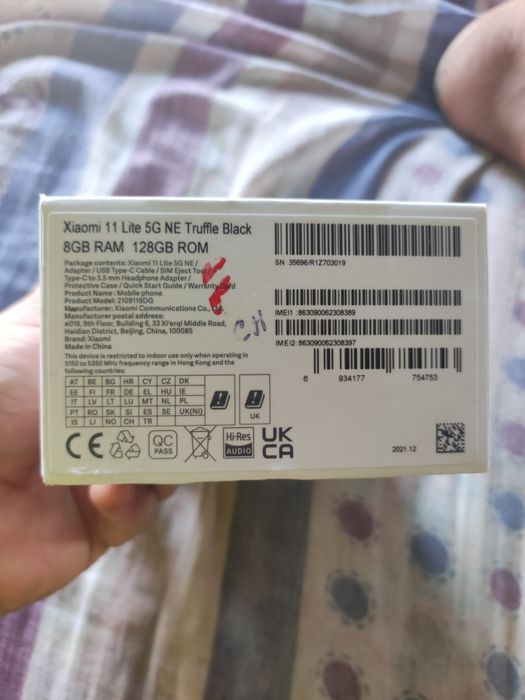 Xiaomi 11 Lite 5G NE Truffle Black
8GB RAM 128GB ROM
Package contents: Xiaomi 11 Lite 5G NE /
Adapter / USB Type-C Cable / SIM Eject Tool /
Type-C to 3.5 mm Headphone Adapter /
Protective Case / Quick Start Guide / Warranty Card
Product Name : Mobile phone
Product Model: 2109119DG
Manufacturer: Xiaomi Communications Co., Ltd.
Manufacturer postal address:
#019, 9th Floor, Building 6, 33 Xi'erqi Middle Road,
Haidian District, Beijing, China, 100085
Brand: Xiaomi
Made in China
This device is restricted to indoor use only when operating in
5150 to 5350 MHz frequency range in Hong Kong and the
following countries:
AT BE BG HR CY CZ DK
EE FI FR DE EL HU IE
IT LV LT LU MT NL PL
PT RO SK SI ES SE UK(NI)
IS LI NO CH TR
UK
CE
QC
PASS
Hi-Res
AUDIO
UK
CA
SN: 35696/R1Z703019
IMEI1: 863090062308389
IMEI2: 863090062308397
6 934177 754753
2021.12